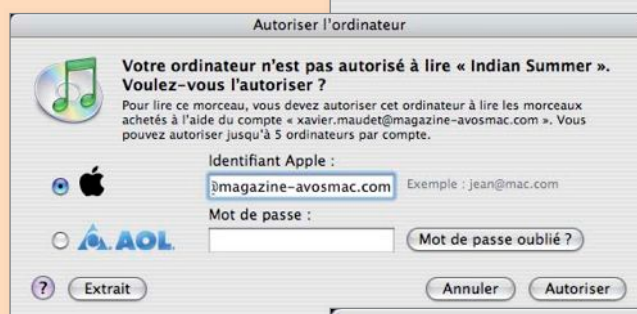 Autoriser l'ordinateur
Votre ordinateur n'est pas autorisé à lire « Indian Summer ».
Voulez-vous l'autoriser ?
Pour lire ce morceau, vous devez autoriser cet ordinateur à lire les morceaux
achetés à l'aide du compte « xavier.maudet@magazine-avosmac.com ». Vous
pouvez autoriser jusqu'à 5 ordinateurs par compte.
Identifiant Apple :
@magazine-avosmac.com Exemple : jean@mac.com
Mot de passe :
AOL Mot de passe oublié ?
? Extrait Annuler Autoriser